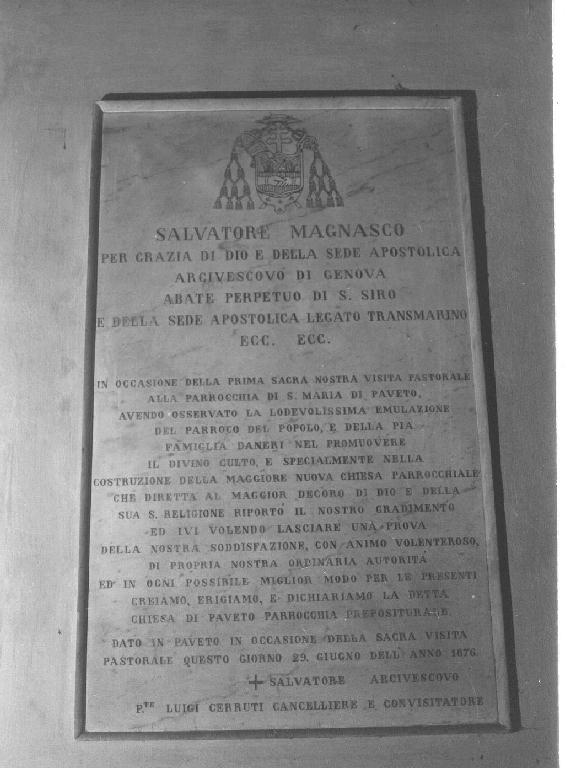 SALVATORE MAGNASCO
PER GRAZIA DI DIO E DELLA SEDE APOSTOLICA
ARCIVESCOVO DI GENOVA
ABATE PERPETUO DI S. SIRO
E DELLA SEDE APOSTOLICA LEGATO TRANSMARINO
ECC. ECC.
IN OCCASIONE DELLA PRIMA SACRA NOSTRA VISITA PASTORALE
ALLA PARROCCHIA DI S. MARIA DI PAVETO,
AVENDO OSSERVATO LA LODEVOLISSIMA EMULAZIONE
DEL PARROCO DEL POPOLO, E DELLA PIA
FAMIGLIA DANERI NEL PROMUOVERE
IL DIVINO CULTO, E SPECIALMENTE NELLA
COSTRUZIONE DELLA MAGGIORE NUOVA CHIESA PARROCCHIALE
CHE DIRETTA AL MAGGIOR DECORO DI DIO E DELLA
SUA S. RELIGIONE RIPORTO' IL NOSTRO GRADIMENTO
ED IVI VOLENDO LASCIARE UNA PROVA
DELLA NOSTRA SODDISFAZIONE, CON ANIMO VOLENTEROSO,
DI PROPRIA NOSTRA ORDINARIA AUTORITÀ
ED IN OGNI POSSIBILE MIGLIOR MODO PER LE PRESENTI
CREIAMO, ERIGIAMO, E DICHIARIAMO LA DETTA
CHIESA DI PAVETO PARROCCHIA PREPOSITURALE.
DATO IN PAVETO IN OCCASIONE DELLA SACRA VISITA
PASTORALE QUESTO GIORNO 29. GIUGNO DELL' ANNO 1876.
+ SALVATORE ARCIVESCOVO
P.TE LUIGI CERRUTI CANCELLIERE E CONVISITATORE